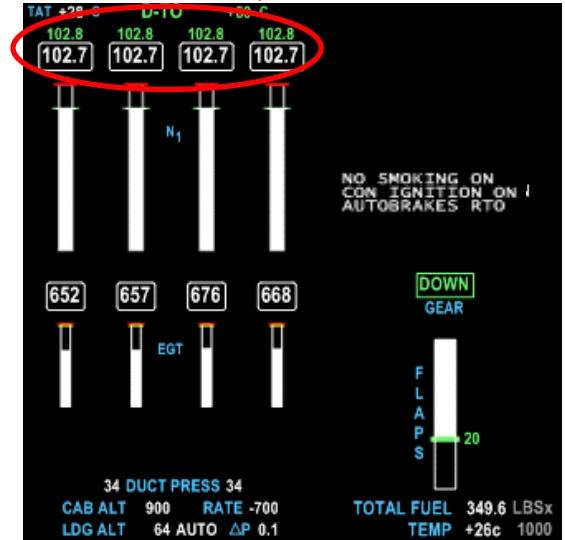 TAT +28 C D-TO
102.8 102.8 102.8 102.8
102.7 102.7 102.7 102.7
N1
NO SMOKING ON
CON IGNITION ON
AUTOBRAKES RTO
652 657 676 668
EGT
DOWN
GEAR
FLAPS
20
34 DUCT PRESS 34
CAB ALT 900 RATE -700
LDG ALT 64 AUTO ΔP 0.1
TOTAL FUEL 349.6 LBSx
TEMP +26c 1000